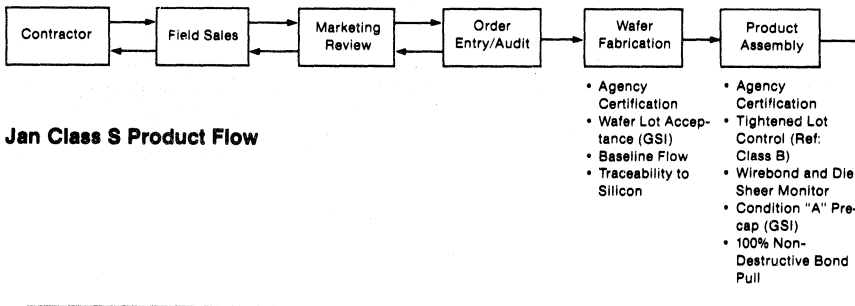 Contractor
Field Sales
Marketing
Review
Order
Entry/Audit
Wafer
Fabrication
Product
Assembly
Jan Class S Product Flow
• Agency
Certification
• Wafer Lot Accep-
tance (GSI)
• Baseline Flow
• Traceability to
Silicon
• Agency
Certification
• Tightened Lot
Control (Ref:
Class B)
• Wirebond and Die
Sheer Monitor
• Condition "A" Pre-
cap (GSI)
• 100% Non-
Destructive Bond
Pull